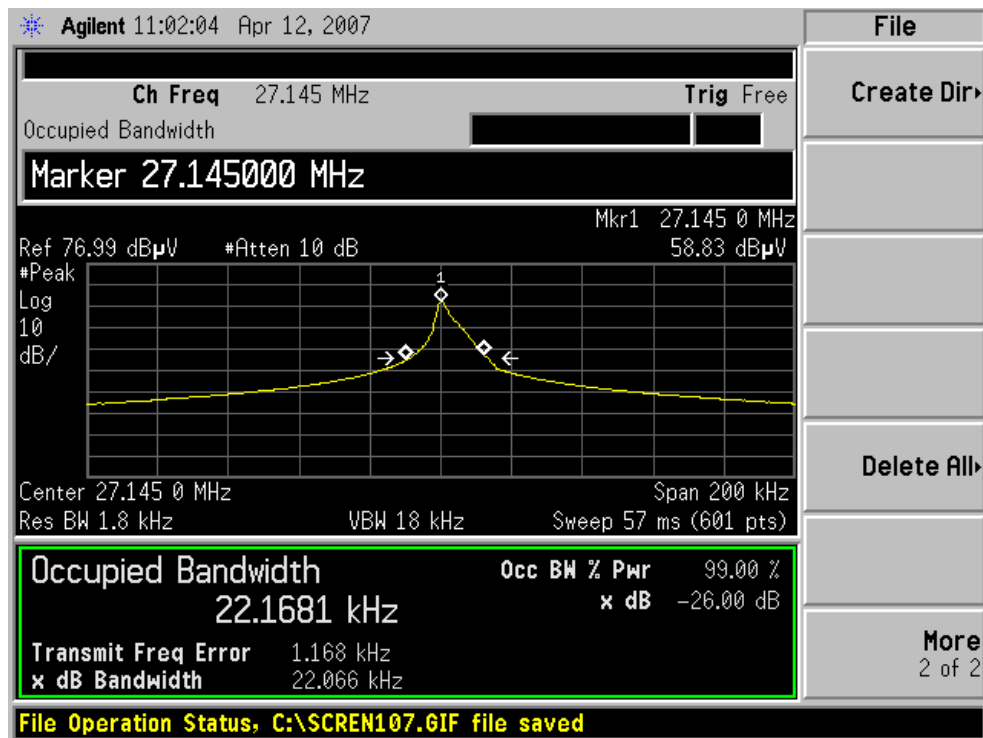 Agilent 11:02:04 Apr 12, 2007
File
Ch Freq 27.145 MHz
Trig Free
Occupied Bandwidth
Marker 27.145000 MHz
Mkr1 27.145 0 MHz
Ref 76.99 dBµV #Atten 10 dB 58.83 dBµV
#Peak
Log
10
dB/
1
Center 27.145 0 MHz Span 200 kHz
Res BW 1.8 kHz VBW 18 kHz Sweep 57 ms (601 pts)
Occupied Bandwidth
22.1681 kHz
Occ BW % Pwr 99.00 %
x dB -26.00 dB
Transmit Freq Error 1.168 kHz
x dB Bandwidth 22.066 kHz
File Operation Status, C:\SCREN107.GIF file saved
Create Dir
Delete All
More
2 of 2